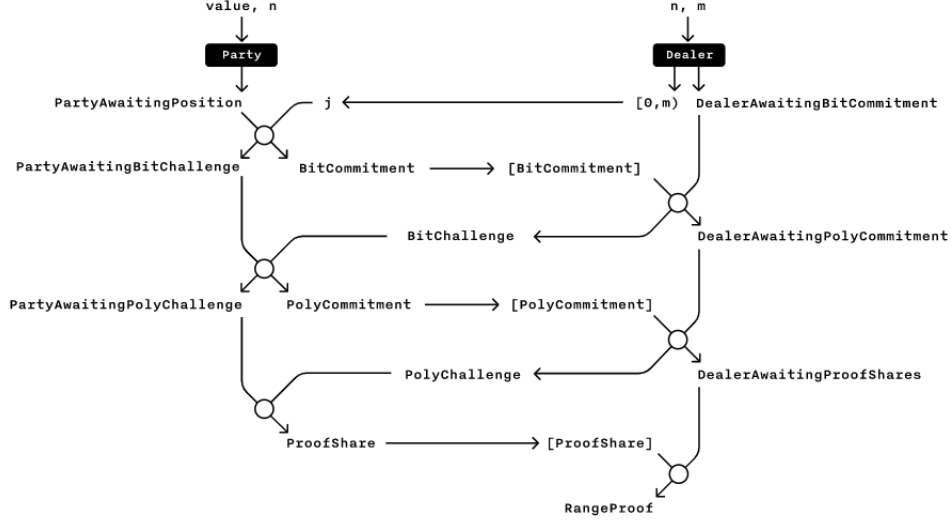 value, n
n, m
Party
Dealer
PartyAwaitingPosition
j
[0,m)
DealerAwaitingBitCommitment
PartyAwaitingBitChallenge
BitCommitment
[BitCommitment]
BitChallenge
DealerAwaitingPolyCommitment
PartyAwaitingPolyChallenge
PolyCommitment
[PolyCommitment]
PolyChallenge
DealerAwaitingProofShares
ProofShare
[ProofShare]
RangeProof